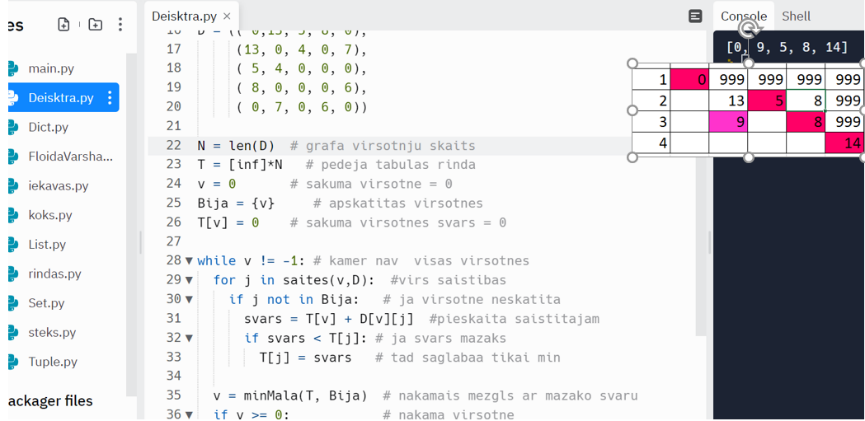 es
main.py
Deisktra.py
Dict.py
FloidaVarsha...
iekavas.py
koks.py
List.py
rindas.py
Set.py
steks.py
Tuple.py
ackager files
Deisktra.py ×
17 (13, 0, 4, 0, 7),
18 ( 5, 4, 0, 0, 0),
19 ( 8, 0, 0, 0, 6),
20 ( 0, 7, 0, 6, 0))
21
22 N = len(D) # grafa virsotnju skaits
23 T = [inf]*N # pedeja tabulas rinda
24 v = 0 # sakuma virsotne = 0
25 Bija = {v} # apskatitas virsotnes
26 T[v] = 0 # sakuma virsotnes svars = 0
27
28 while v != -1: # kamer nav visas virsotnes
29 for j in saites(v,D): #virs saistibas
30 if j not in Bija: # ja virsotne neskatita
31 svars = T[v] + D[v][j] #pieskaita saistitajam
32 if svars < T[j]: # ja svars mazaks
33 T[j] = svars # tad saglabaa tikai min
34
35 v = minMala(T, Bija) # nakamais mezgls ar mazako svaru
36 if v >= 0: # nakama virsotne
Console Shell
[0, 9, 5, 8, 14]
1 0 999 999 999 999
2 13 5 8 999
3 9 8 999
4 14